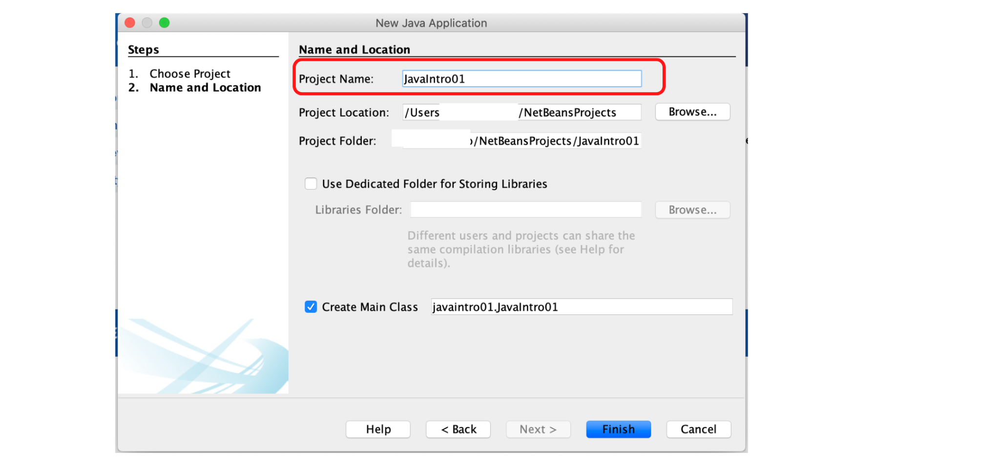 New Java Application
Steps
1. Choose Project
2. Name and Location
Name and Location
Project Name: JavaIntro01
Project Location: /Users /NetBeansProjects Browse...
Project Folder: /NetBeansProjects/JavaIntro01
Use Dedicated Folder for Storing Libraries
Libraries Folder: Browse...
Different users and projects can share the
same compilation libraries (see Help for
details).
Create Main Class javaintro01.JavaIntro01
Help < Back Next > Finish Cancel